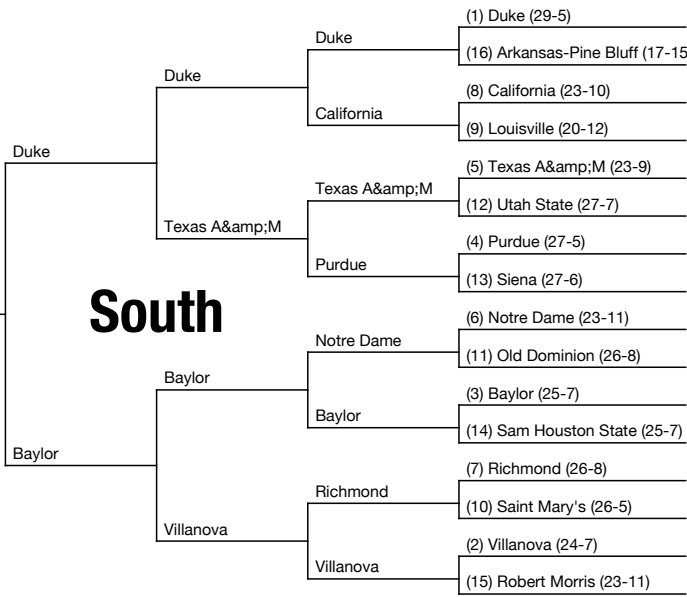 (1) Duke (29-5)
Duke
(16) Arkansas-Pine Bluff (17-15
Duke
(8) California (23-10)
California
(9) Louisville (20-12)
Duke
(5) Texas A&amp;M (23-9)
Texas A&amp;M
(12) Utah State (27-7)
Texas A&amp;M
(4) Purdue (27-5)
Purdue
(13) Siena (27-6)
South
(6) Notre Dame (23-11)
Notre Dame
(11) Old Dominion (26-8)
Baylor
(3) Baylor (25-7)
Baylor
(14) Sam Houston State (25-7)
Baylor
(7) Richmond (26-8)
Richmond
(10) Saint Mary's (26-5)
Villanova
(2) Villanova (24-7)
Villanova
(15) Robert Morris (23-11)